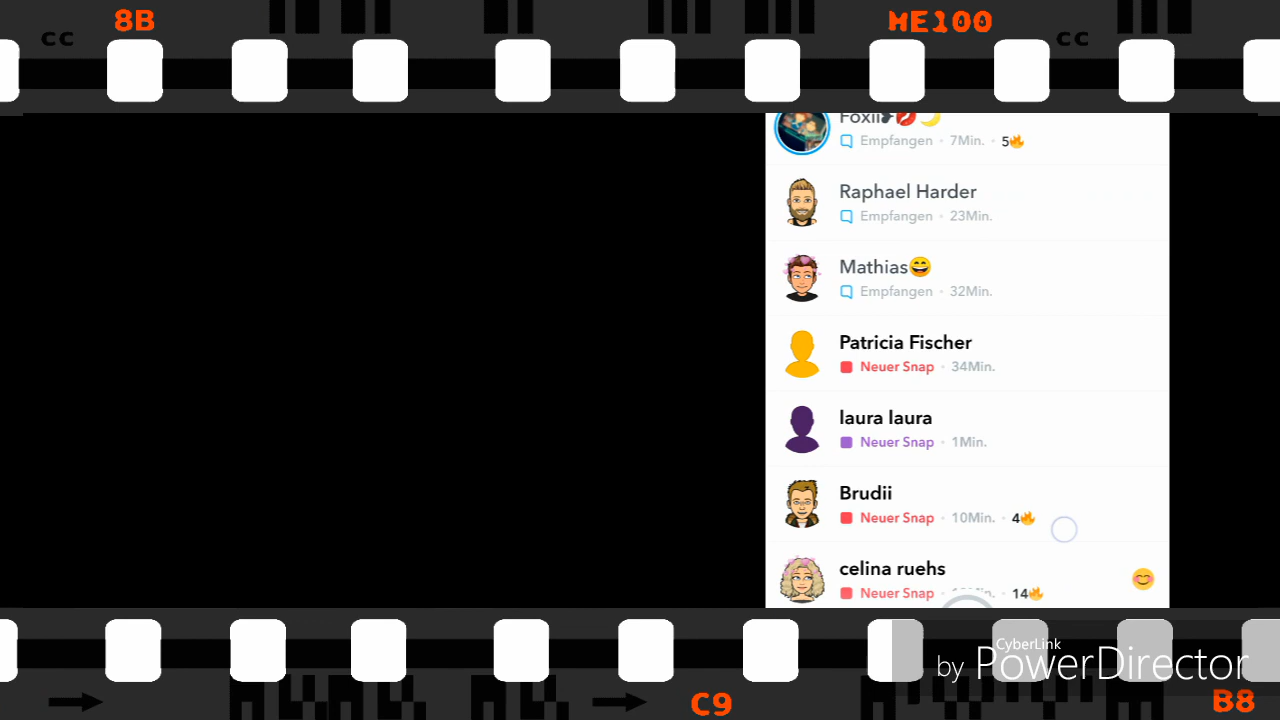 8B
ME100
cc
cc
Foxii❥💋🌙
Empfangen · 7Min. · 5🔥
Raphael Harder
Empfangen · 23Min.
Mathias😄
Empfangen · 32Min.
Patricia Fischer
Neuer Snap · 34Min.
laura laura
Neuer Snap · 1Min.
Brudii
Neuer Snap · 10Min. · 4🔥
celina ruehs 😊
Neuer Snap · 14🔥
CyberLink
by PowerDirector
C9
B8